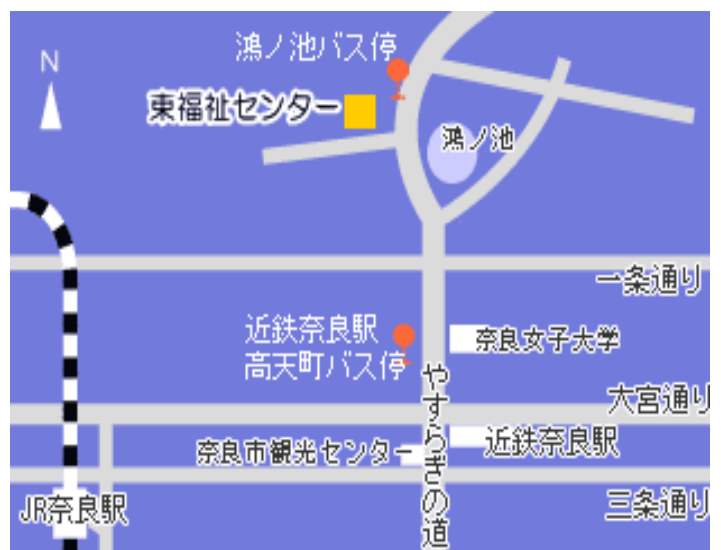 鴻ノ池バス停
N
東福祉センター
鴻ノ池
一条通り
近鉄奈良駅
高天町バス停
奈良女子大学
やすらぎの道
大宮通り
近鉄奈良駅
奈良市観光センター
三条通り
JR奈良駅